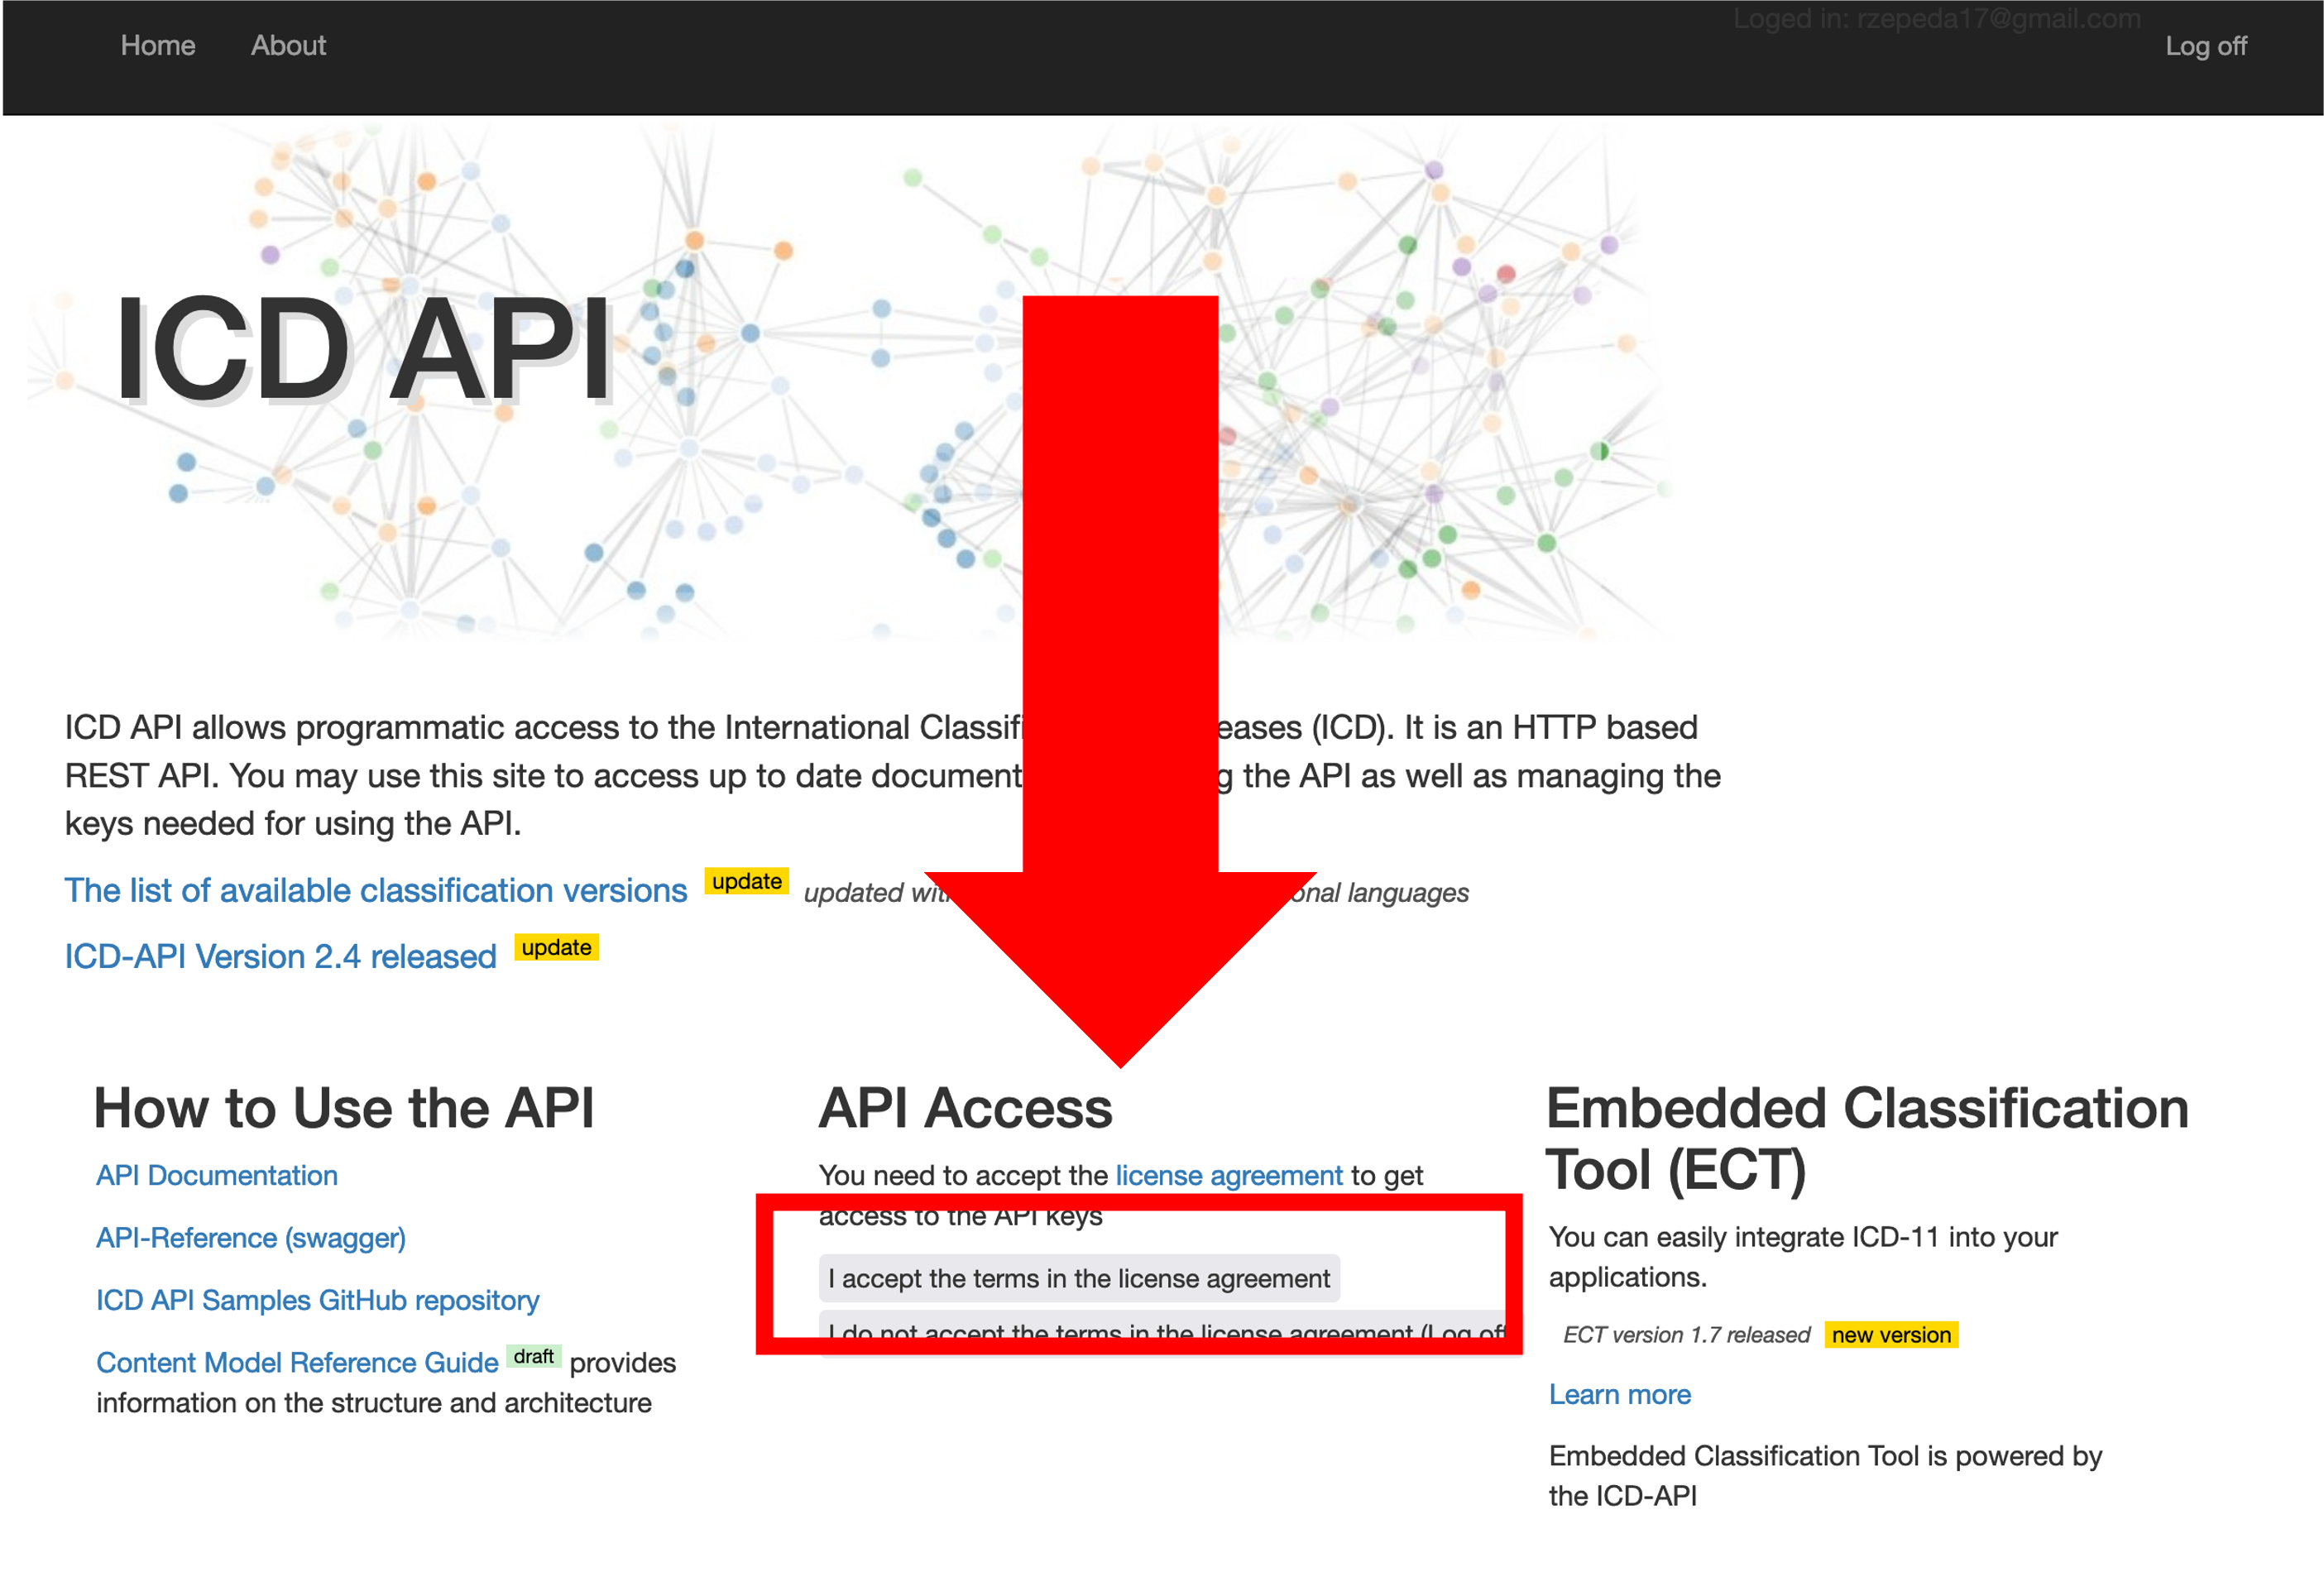 Loged in: rzepeda17@gmail.com
Home About Log off
ICD API
ICD API allows programmatic access to the International Classifi eases (ICD). It is an HTTP based
REST API. You may use this site to access up to date document g the API as well as managing the
keys needed for using the API.
The list of available classification versions update updated with onal languages
ICD-API Version 2.4 released update
How to Use the API
API Documentation
API-Reference (swagger)
ICD API Samples GitHub repository
Content Model Reference Guide draft provides
information on the structure and architecture
API Access
You need to accept the license agreement to get
access to the API keys
I accept the terms in the license agreement
I do not accept the terms in the license agreement (Log off
Embedded Classification
Tool (ECT)
You can easily integrate ICD-11 into your
applications.
ECT version 1.7 released new version
Learn more
Embedded Classification Tool is powered by
the ICD-API